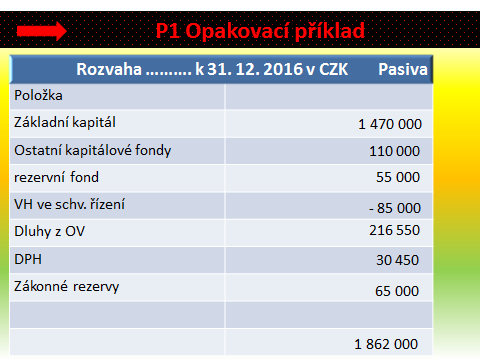 P1 Opakovací příklad
Rozvaha ………. k 31. 12. 2016 v CZK Pasiva
Položka
Základní kapitál 1 470 000
Ostatní kapitálové fondy 110 000
rezervní fond 55 000
VH ve schv. řízení - 85 000
Dluhy z OV 216 550
DPH 30 450
Zákonné rezervy 65 000
1 862 000